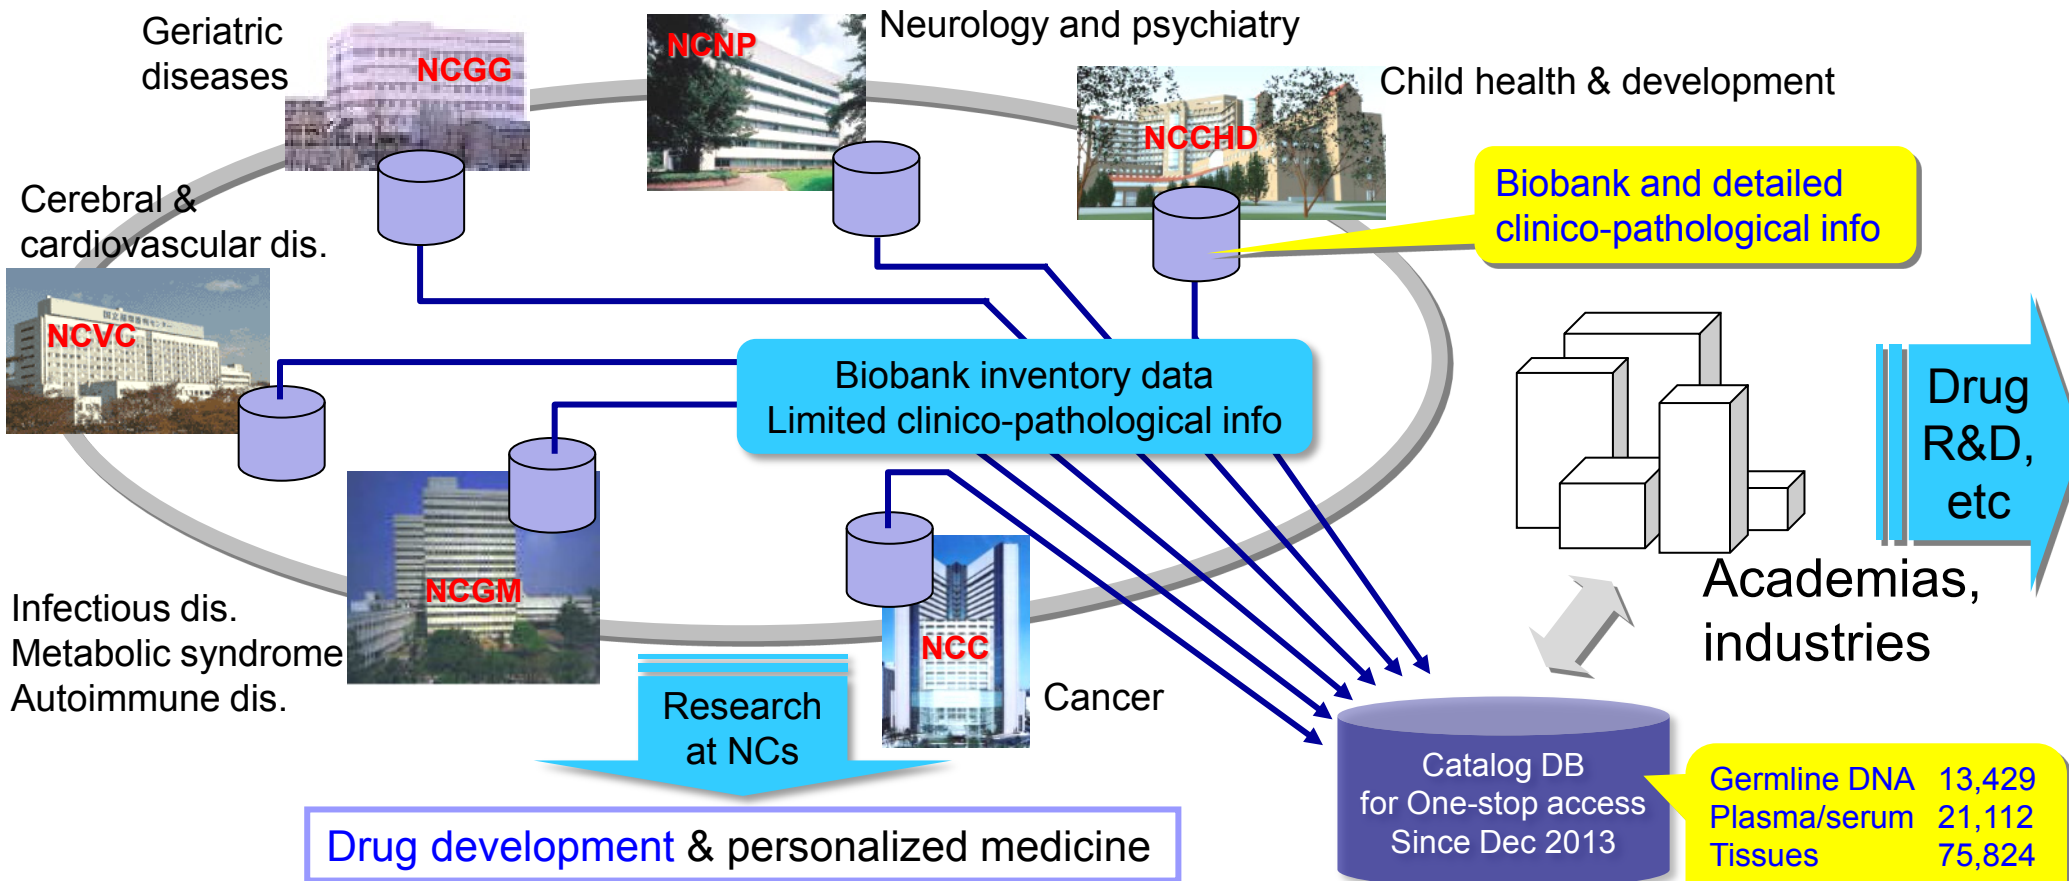 Geriatric
diseases
NCGG
NCNP
Neurology and psychiatry
NCCHD
Child health & development
Cerebral &
cardiovascular dis.
NCVC
Biobank and detailed
clinico-pathological info
Biobank inventory data
Limited clinico-pathological info
Drug
R&D,
etc
Academias,
industries
Infectious dis.
Metabolic syndrome
Autoimmune dis.
NCGM
NCC
Cancer
Research
at NCs
Drug development & personalized medicine
Catalog DB
for One-stop access
Since Dec 2013
Germline DNA 13,429
Plasma/serum 21,112
Tissues 75,824